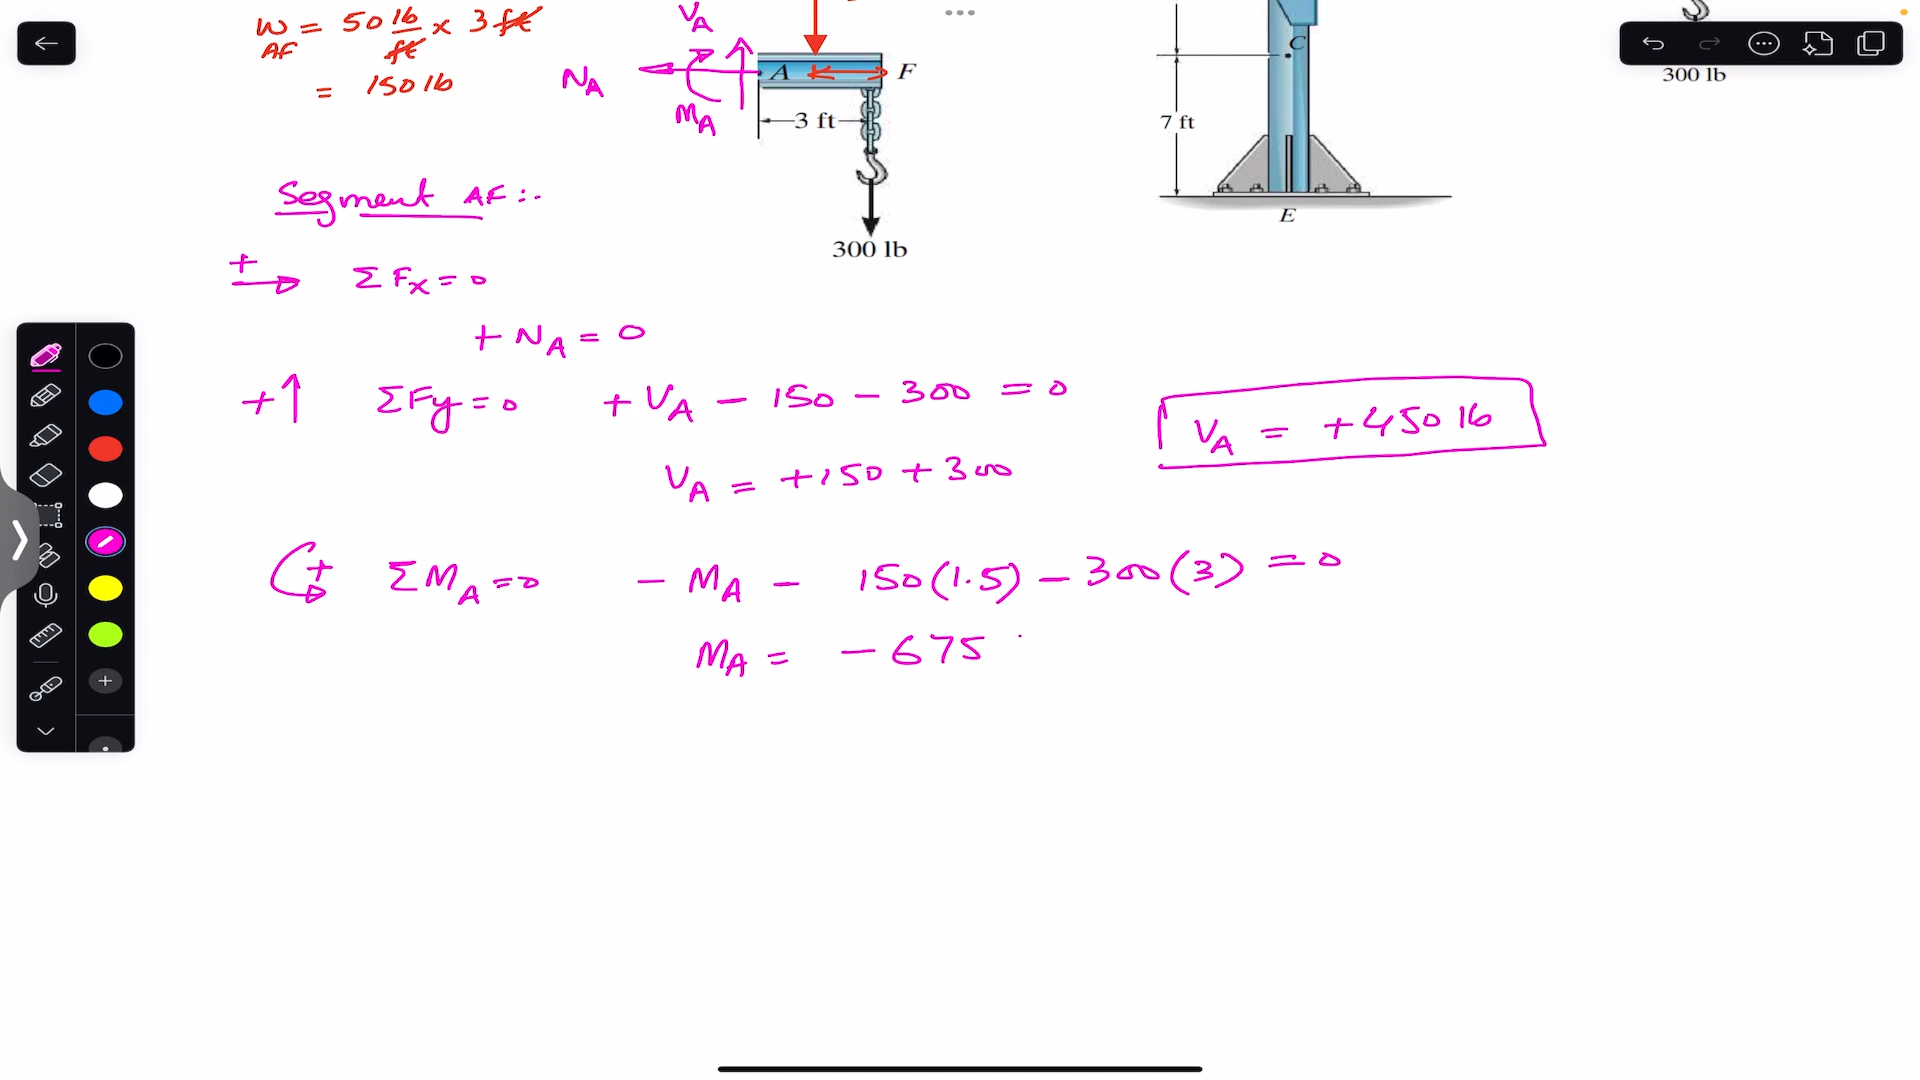 W = 50 lb/ft x 3 ft
AF
= 150 lb
VA
NA
MA
A
F
3 ft
300 lb
C
7 ft
E
300 lb
Segment AF :-
+→ ΣFx = 0
+ NA = 0
+↑ ΣFy = 0 + VA - 150 - 300 = 0
VA = +450 lb
VA = +150 + 300
+ ΣMA = 0 - MA - 150(1.5) - 300(3) = 0
MA = - 675